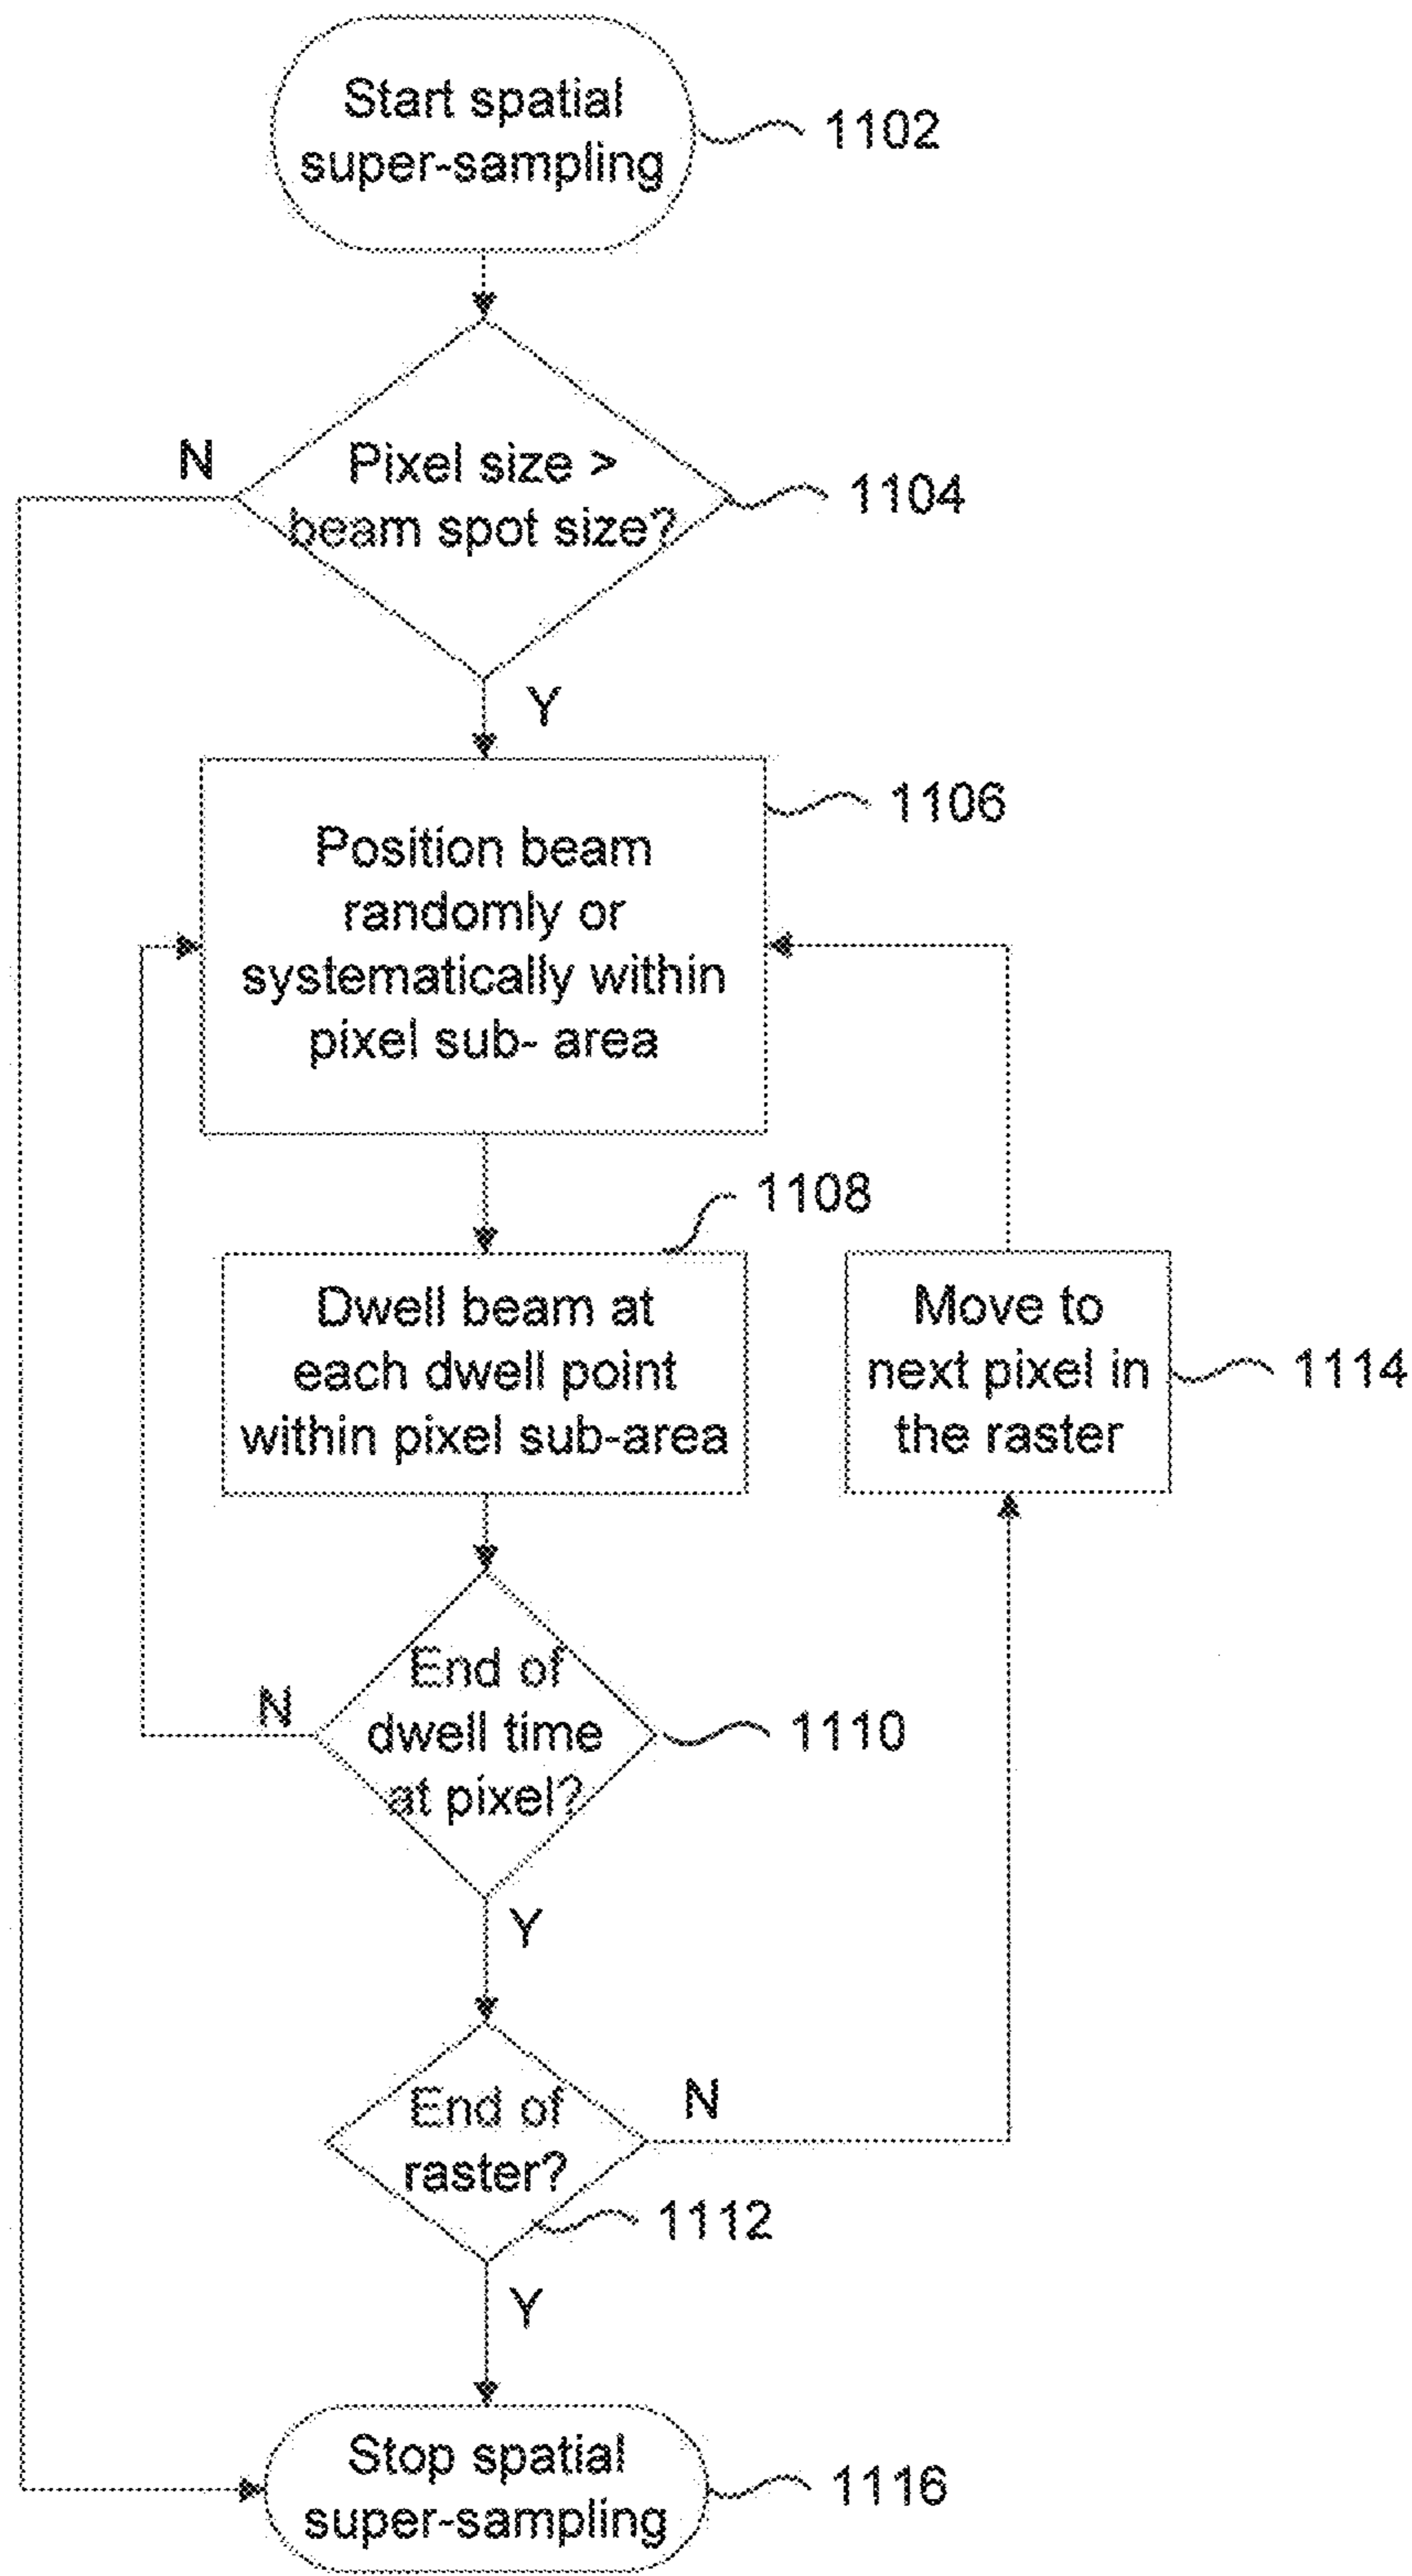 Start spatial
super-sampling
1102
N
Pixel size >
beam spot size?
1104
Y
1106
Position beam
randomly or
systematically within
pixel sub- area
1108
Dwell beam at
each dwell point
within pixel sub-area
Move to
next pixel in
the raster
1114
End of
dwell time
at pixel?
N
1110
Y
End of
raster?
N
1112
Y
Stop spatial
super-sampling
1116